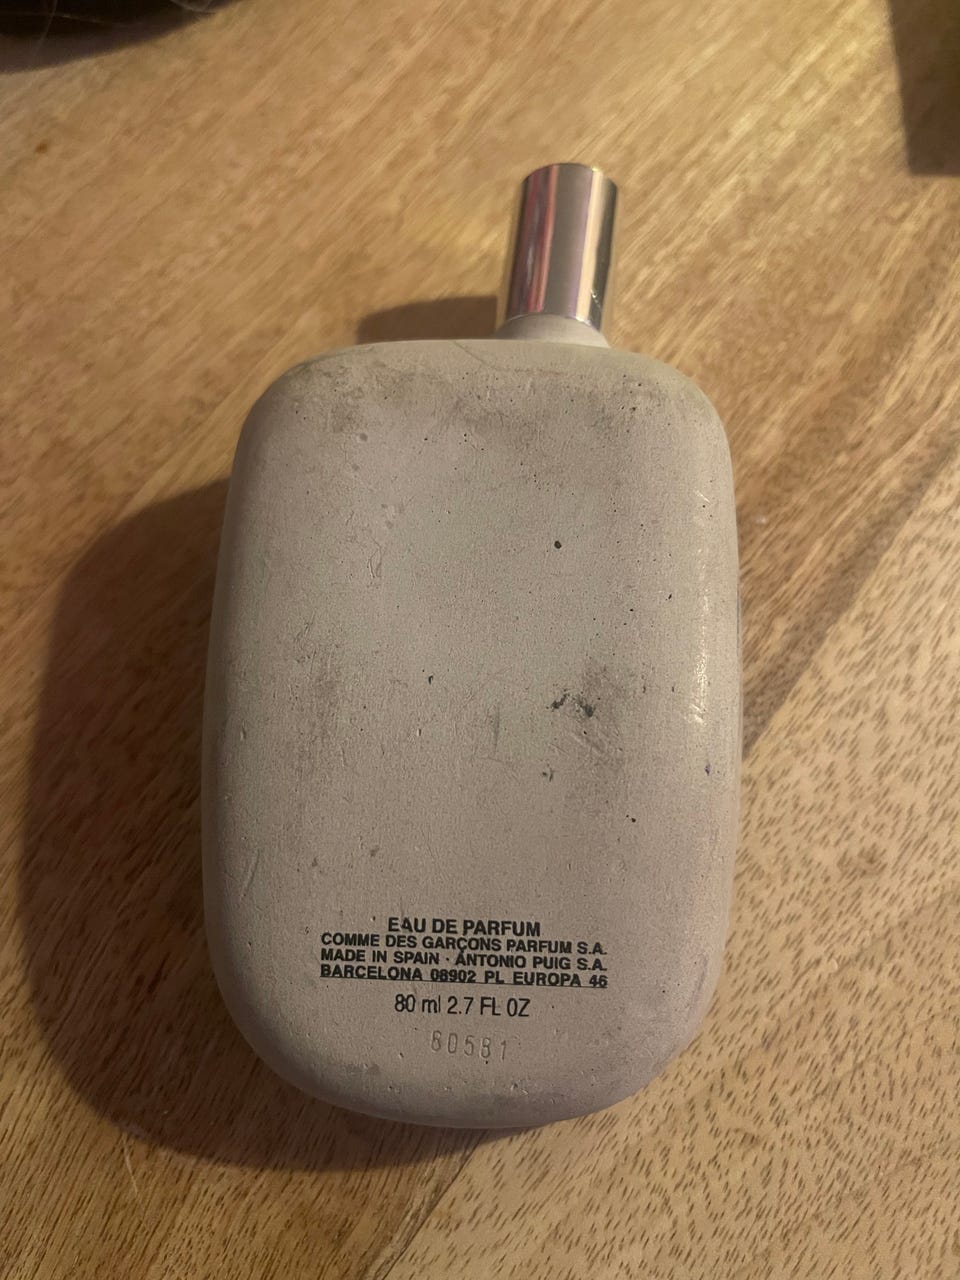 EAU DE PARFUM
COMME DES GARÇONS PARFUM S.A.
MADE IN SPAIN · ANTONIO PUIG S.A.
BARCELONA 08902 PL EUROPA 46
80 ml 2.7 FL OZ
60581